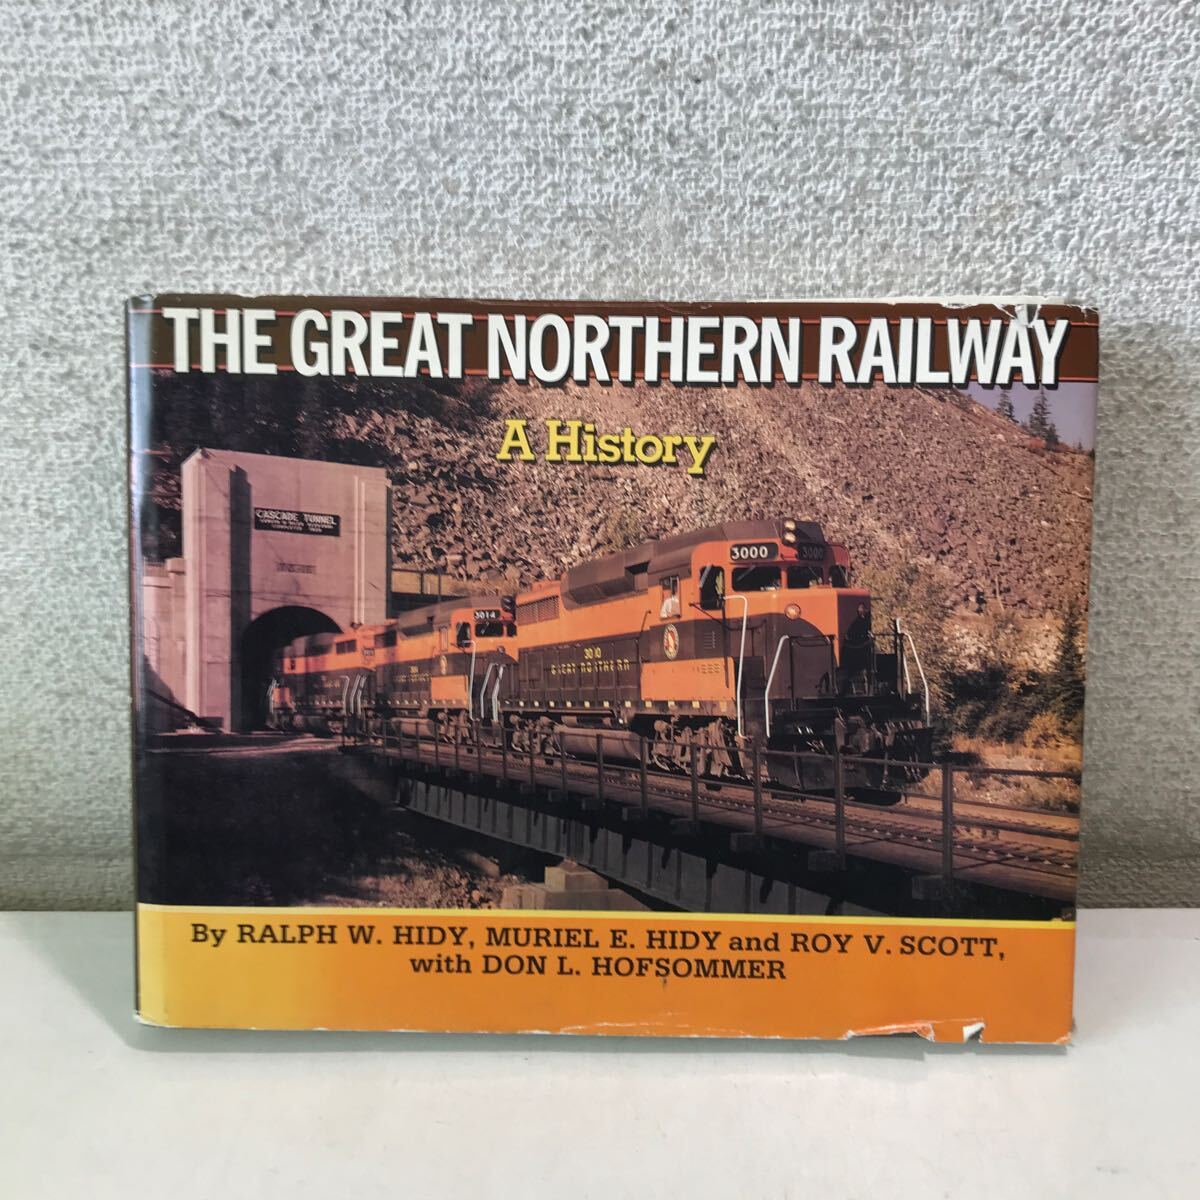 THE GREAT NORTHERN RAILWAY
A History
CASCADE TUNNEL
3000
3000
3014
3010
GREAT NORTHERN
By RALPH W. HIDY, MURIEL E. HIDY and ROY V. SCOTT,
with DON L. HOFSOMMER